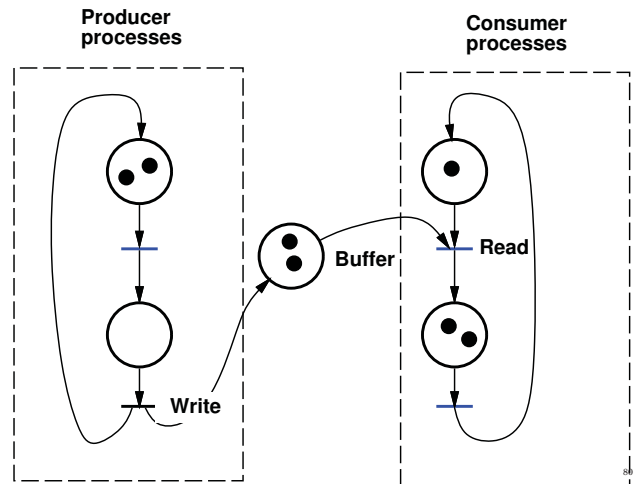 Producer
processes
Consumer
processes
Buffer
Read
Write
80